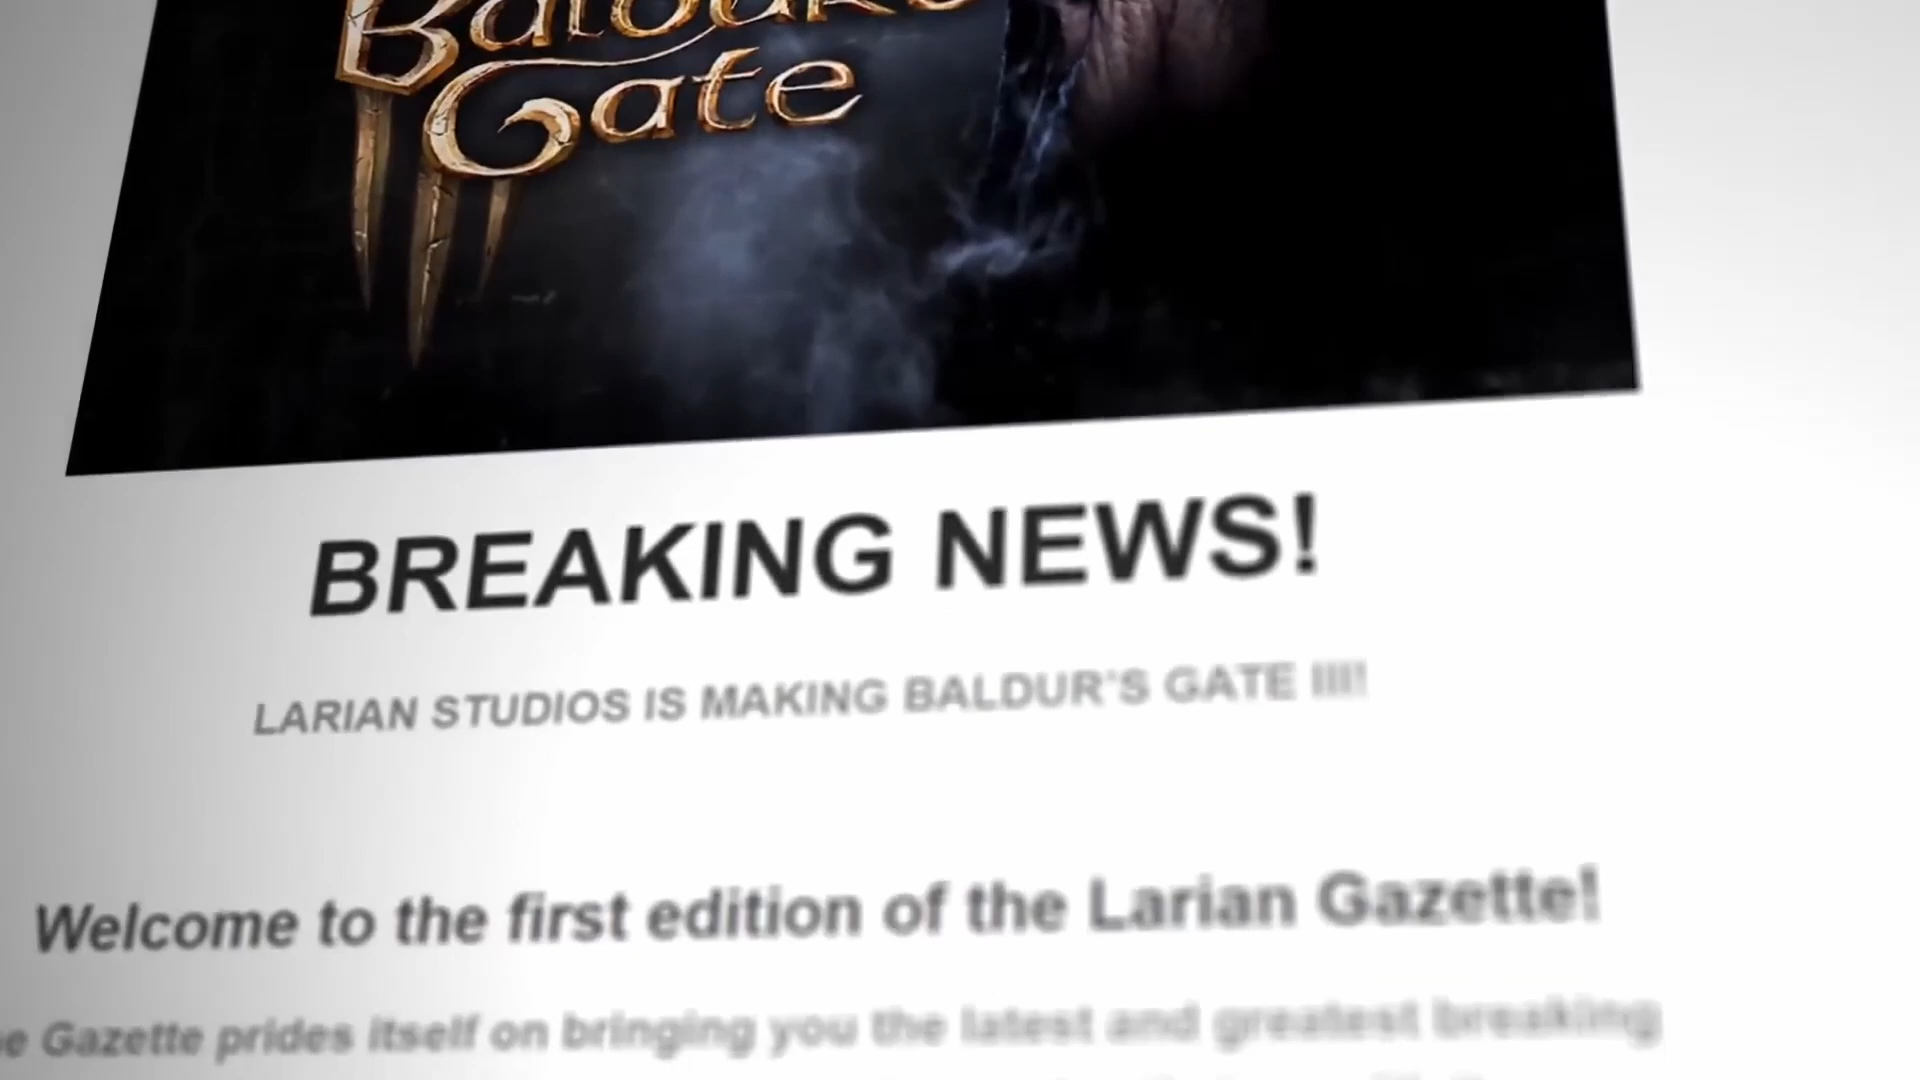 Gate
BREAKING NEWS!
LARIAN STUDIOS IS MAKING BALDUR'S GATE III!
Welcome to the first edition of the Larian Gazette!
Gazette prides itself on bringing you the latest and greatest breaking